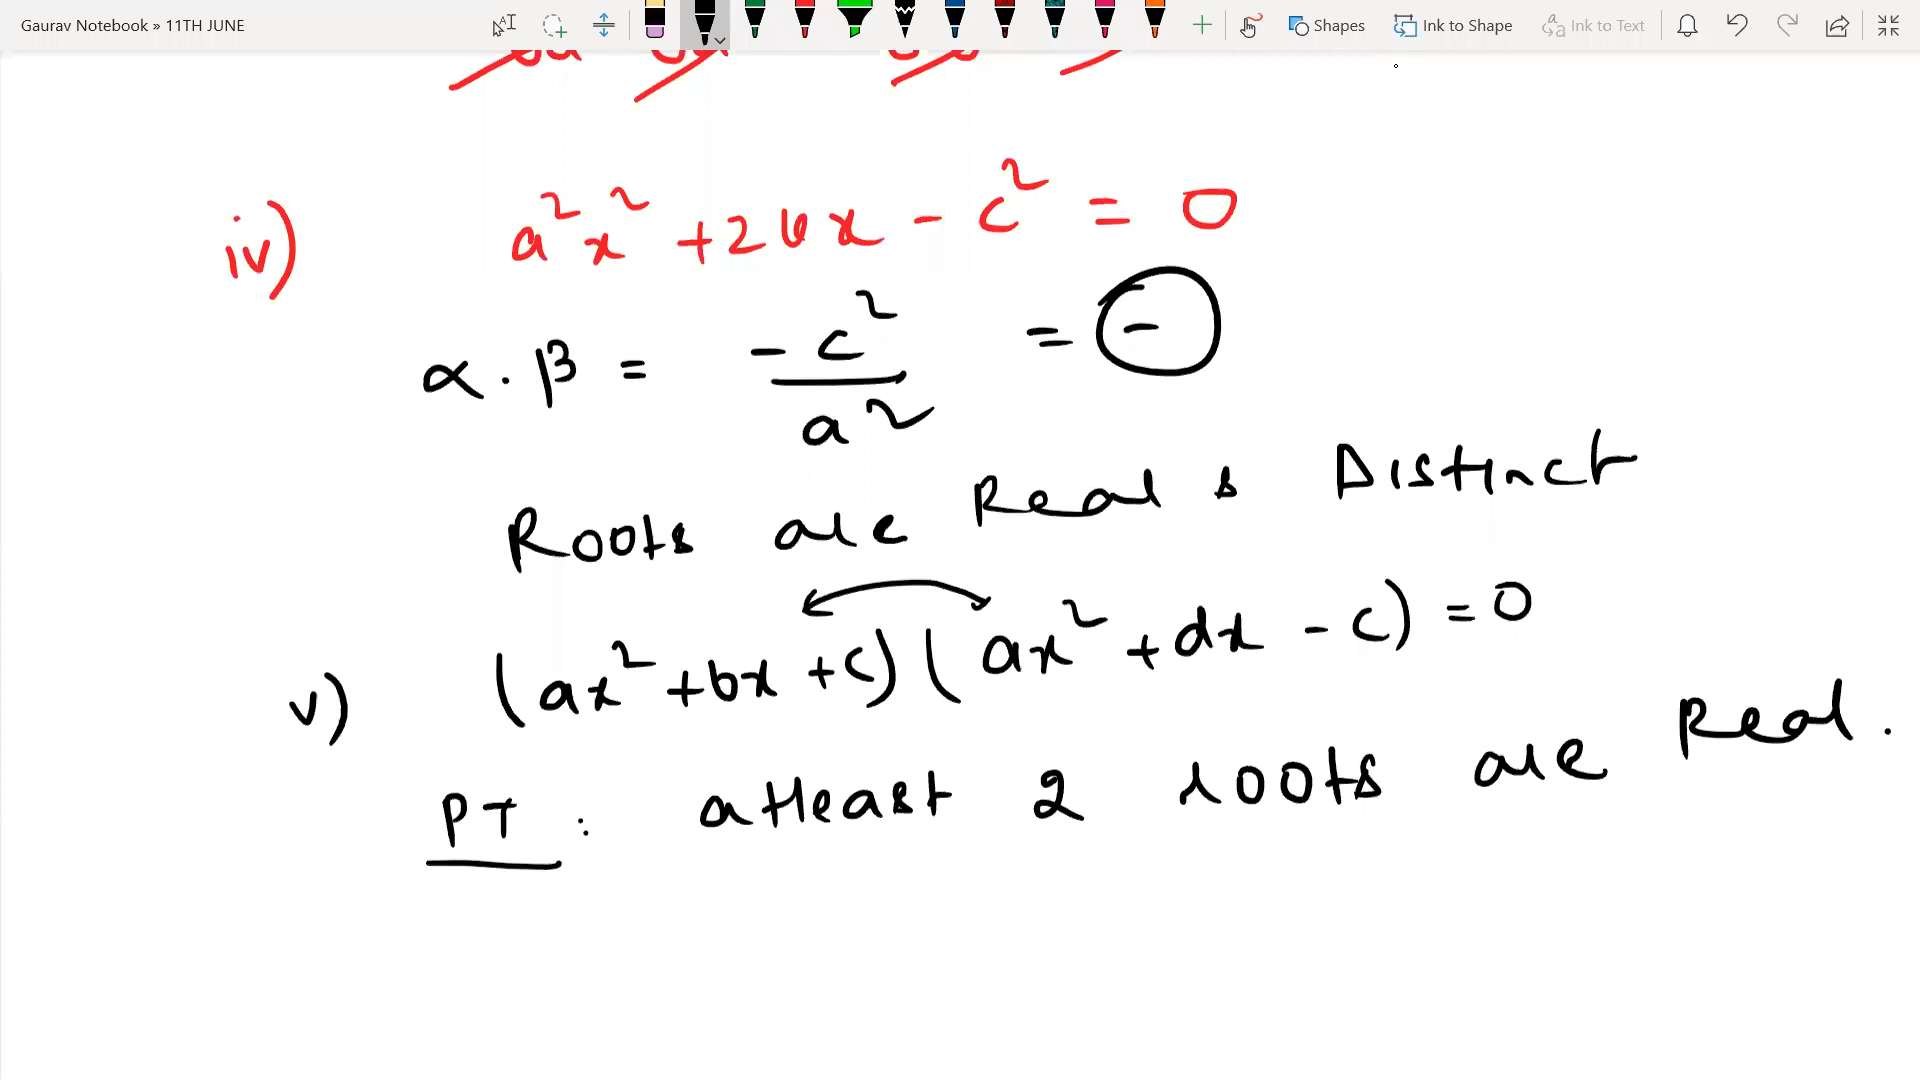 Gaurav Notebook » 11TH JUNE
Shapes
Ink to Shape
Ink to Text
iv) a²x² + 2bx - c² = 0
α . β = -c²/a² = -
Roots are Real & Distinct
v) (ax² + bx + c)(ax² + dx - c) = 0
PT : atleast 2 roots are Real.